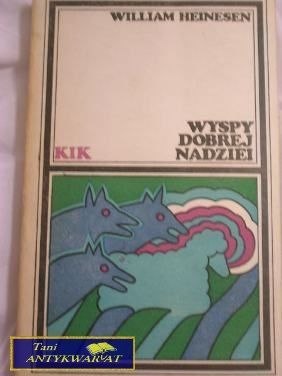 WILLIAM HEINESEN
WYSPY
DOBREJ
NADZIEI
KIK
Tani
ANTYKWARIAT